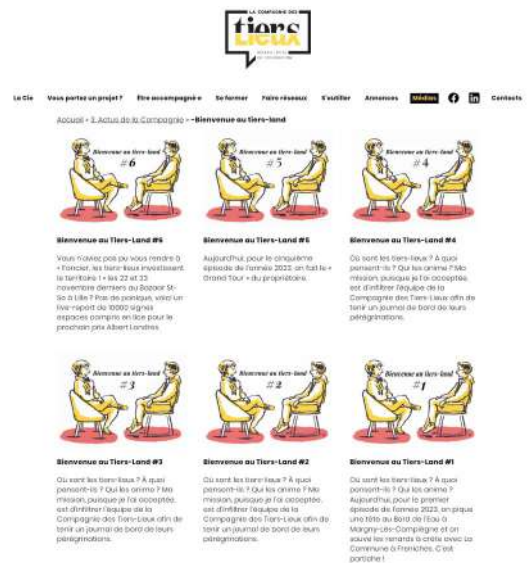 LA COMPAGNIE DES
tiers
Lieux
La Cie Vous portez un projet ? Être accompagné·e Se former Faire réseaux S'outiller Annonces Médias Contacts
Accueil » 3. Actus de la Compagnie » -Bienvenue au tiers-land
Bienvenue au tiers-land Bienvenue au tiers-land Bienvenue au tiers-land
#6 #5 #4
Bienvenue au Tiers-Land #6
Vous n'aviez pas pu vous rendre à
« Foncier, les tiers-lieux investissent
le territoire ! » les 22 et 23
novembre derniers au Bazaar St-
So à Lille ? Pas de panique, voici un
live-report de 10000 signes
espaces compris en lice pour le
prochain prix Albert Londres.
Bienvenue au Tiers-Land #5
Aujourd'hui, pour le cinquième
épisode de l'année 2023, on fait le «
Grand Tour » du propriétaire.
Bienvenue au Tiers-Land #4
Où sont les tiers-lieux ? À quoi
pensent-ils ? Qui les anime ? Ma
mission, puisque je l'ai acceptée,
est d'infiltrer l'équipe de la
Compagnie des Tiers-Lieux afin de
tenir un journal de bord de leurs
pérégrinations.
Bienvenue au tiers-land Bienvenue au tiers-land Bienvenue au tiers-land
#3 #2 #1
Bienvenue au Tiers-Land #3
Où sont les tiers-lieux ? À quoi
pensent-ils ? Qui les anime ? Ma
mission, puisque je l'ai acceptée,
est d'infiltrer l'équipe de la
Compagnie des Tiers-Lieux afin de
tenir un journal de bord de leurs
pérégrinations.
Bienvenue au Tiers-Land #2
Où sont les tiers-lieux ? À quoi
pensent-ils ? Qui les anime ? Ma
mission, puisque je l'ai acceptée,
est d'infiltrer l'équipe de la
Compagnie des Tiers-Lieux afin de
tenir un journal de bord de leurs
pérégrinations.
Bienvenue au Tiers-Land #1
Où sont les tiers-lieux ? À quoi
pensent-ils ? Qui les anime ?
Aujourd'hui, pour le premier
épisode de l'année 2023, on pique
une tête au Bord de l'Eau à
Margny-Lès-Compiègne et on
sauve les renards à crête avec La
Commune à Freniches. C'est
partiche !